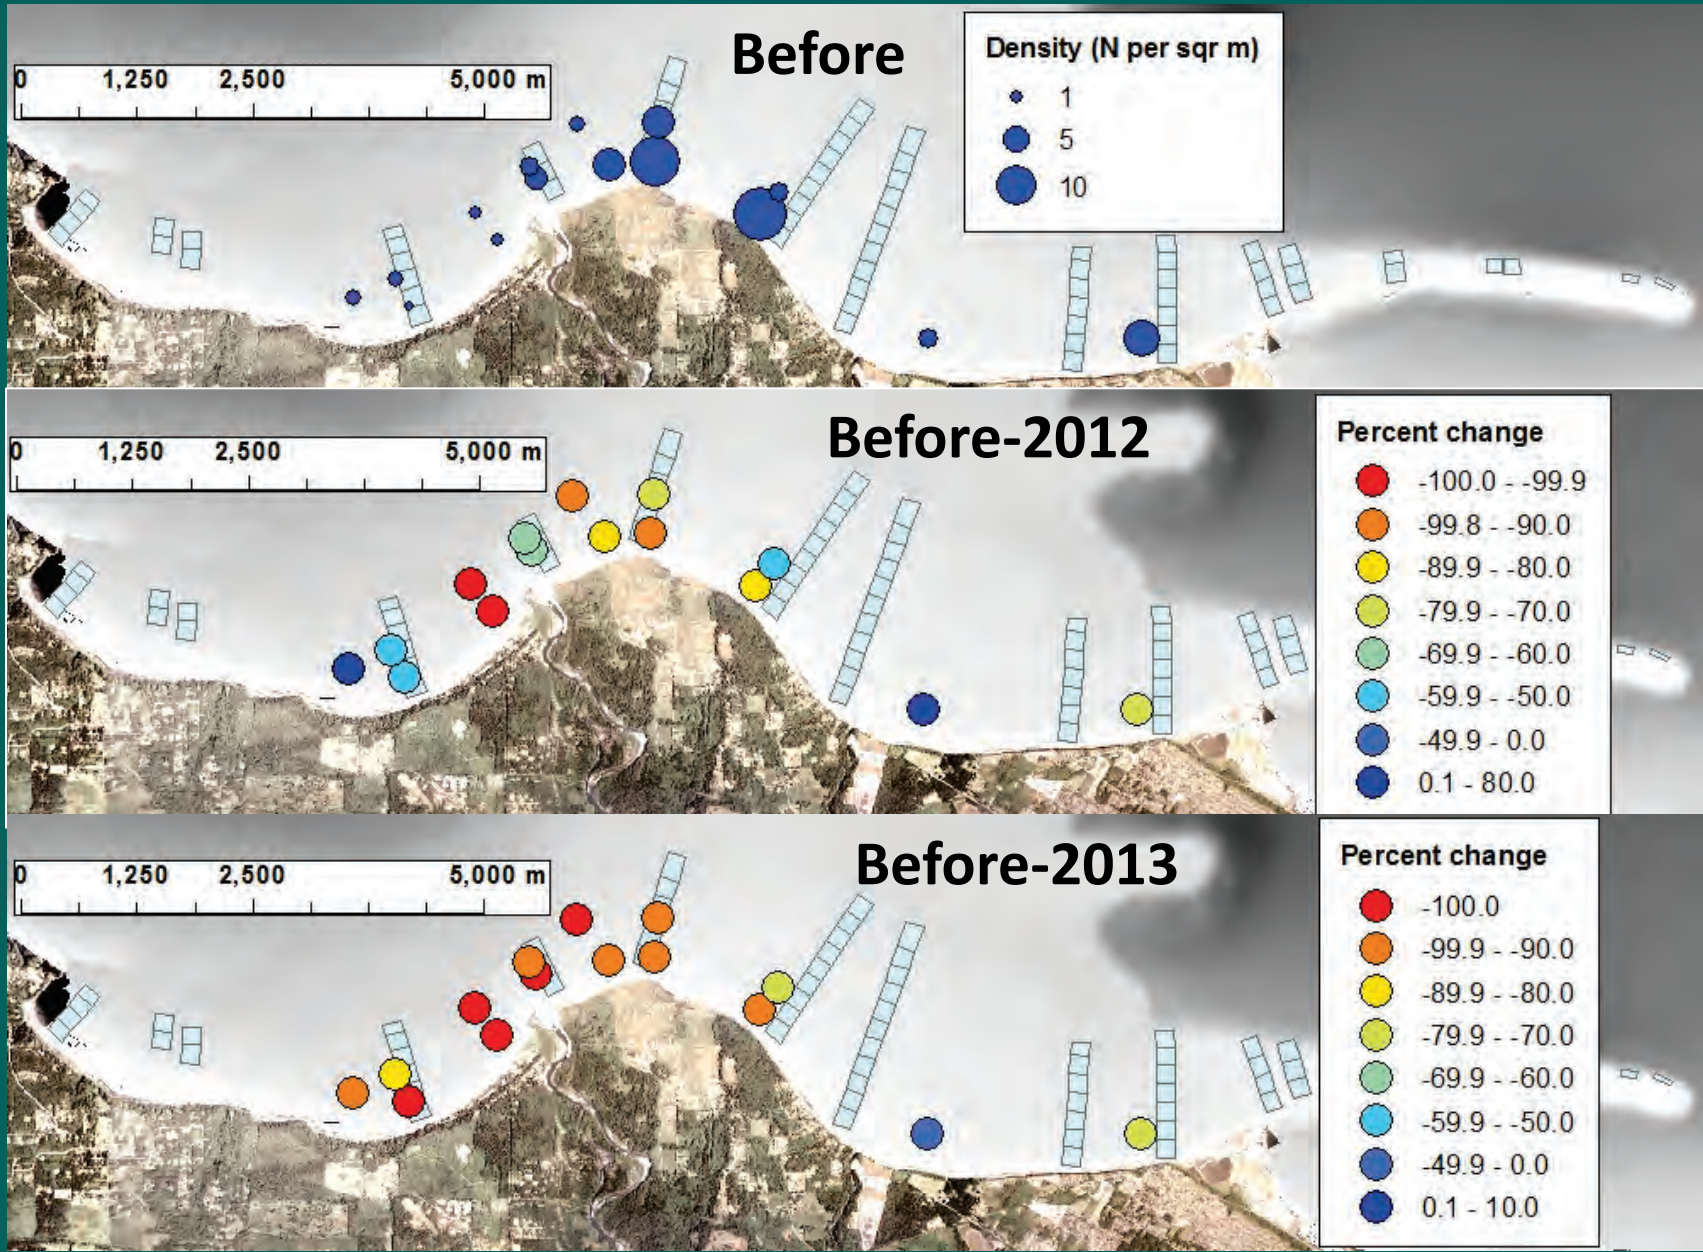 Before
0 1,250 2,500 5,000 m
Density (N per sqr m)
1
5
10
Before-2012
0 1,250 2,500 5,000 m
Percent change
-100.0 - -99.9
-99.8 - -90.0
-89.9 - -80.0
-79.9 - -70.0
-69.9 - -60.0
-59.9 - -50.0
-49.9 - 0.0
0.1 - 80.0
Before-2013
0 1,250 2,500 5,000 m
Percent change
-100.0
-99.9 - -90.0
-89.9 - -80.0
-79.9 - -70.0
-69.9 - -60.0
-59.9 - -50.0
-49.9 - 0.0
0.1 - 10.0